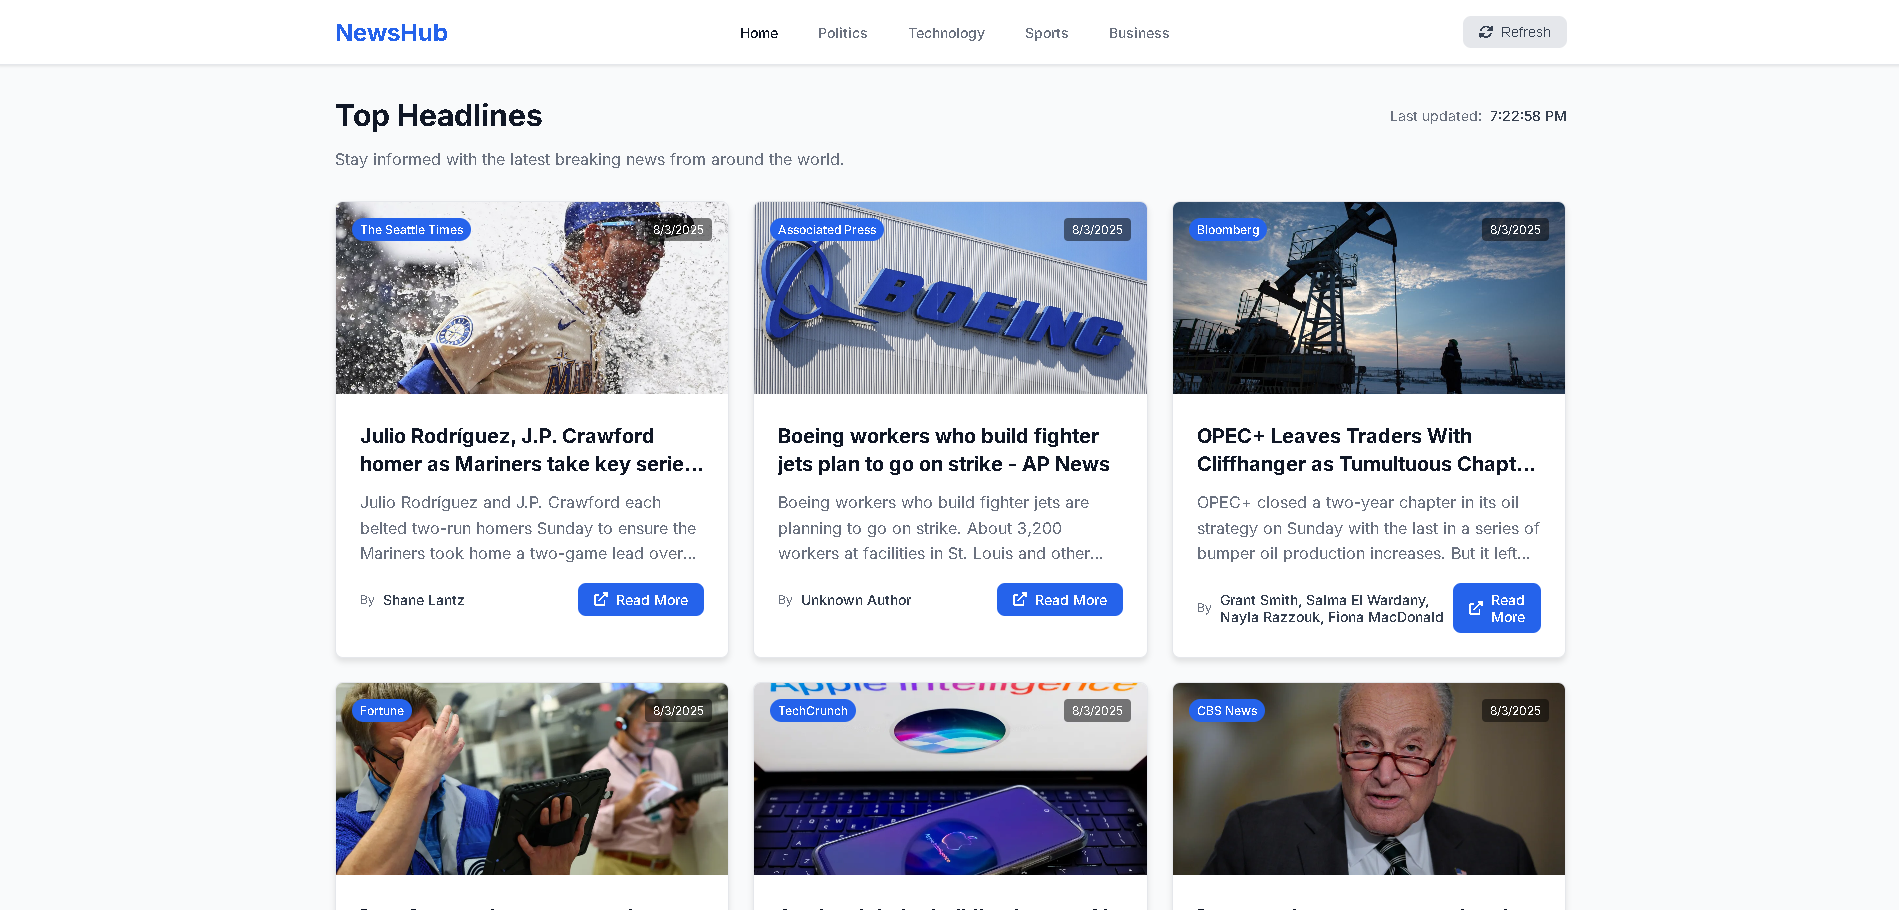 NewsHub
Home Politics Technology Sports Business
Refresh
Top Headlines
Last updated: 7:22:58 PM
Stay informed with the latest breaking news from around the world.
The Seattle Times
8/3/2025
Julio Rodríguez, J.P. Crawford
homer as Mariners take key serie...
Julio Rodríguez and J.P. Crawford each
belted two-run homers Sunday to ensure the
Mariners took home a two-game lead over...
By Shane Lantz
Read More
Associated Press
8/3/2025
BOEING
Boeing workers who build fighter
jets plan to go on strike - AP News
Boeing workers who build fighter jets are
planning to go on strike. About 3,200
workers at facilities in St. Louis and other...
By Unknown Author
Read More
Bloomberg
8/3/2025
OPEC+ Leaves Traders With
Cliffhanger as Tumultuous Chapt...
OPEC+ closed a two-year chapter in its oil
strategy on Sunday with the last in a series of
bumper oil production increases. But it left...
By Grant Smith, Salma El Wardany,
Nayla Razzouk, Fiona MacDonald
Read
More
Fortune
8/3/2025
Apple Intelligence
TechCrunch
8/3/2025
CBS News
8/3/2025